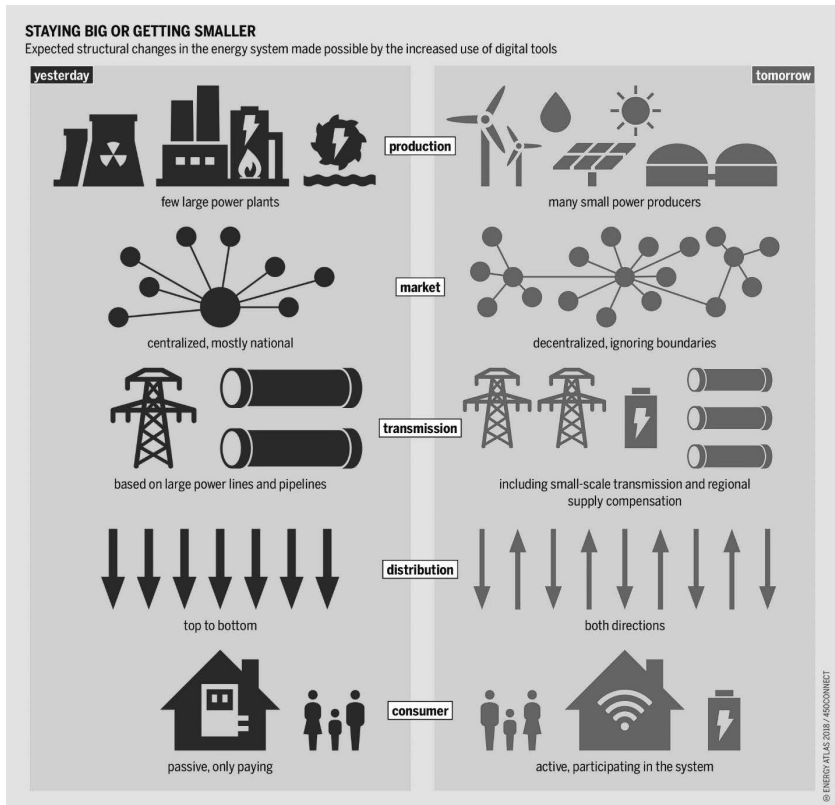 STAYING BIG OR GETTING SMALLER
Expected structural changes in the energy system made possible by the increased use of digital tools
yesterday
tomorrow
production
few large power plants
many small power producers
market
centralized, mostly national
decentralized, ignoring boundaries
transmission
based on large power lines and pipelines
including small-scale transmission and regional
supply compensation
distribution
top to bottom
both directions
consumer
passive, only paying
active, participating in the system
© ENERGY ATLAS 2018 / 450CONNECT